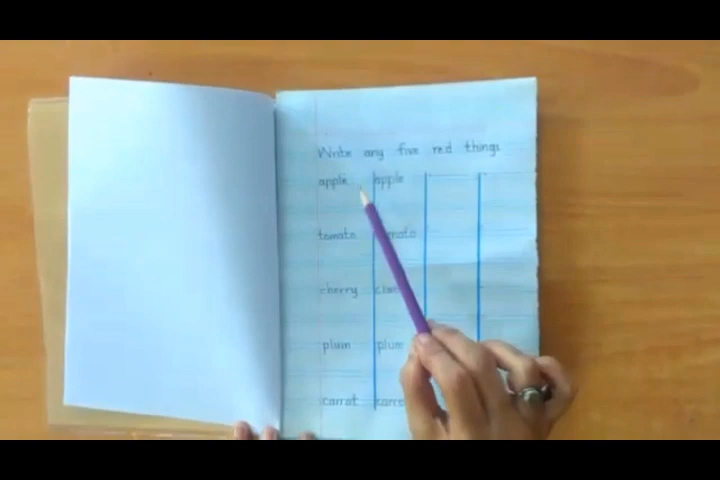 Write any five red things
apple apple
tomato
cherry
plum plum
carrot